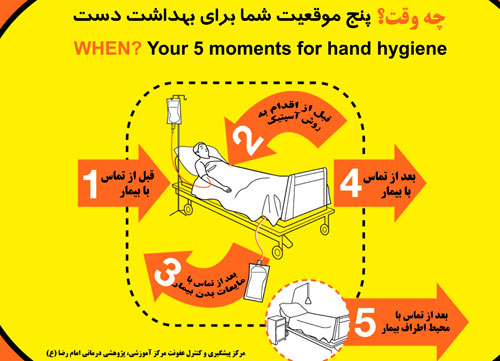 چه وقت؟ پنج موقعیت شما برای بهداشت دست
WHEN? Your 5 moments for hand hygiene
2
قبل از اقدام به
روش آسپتیک
1
قبل از تماس
با بیمار
4
بعد از تماس
با بیمار
3
بعد از تماس با
مایعات بدن بیمار
5
بعد از تماس با
محیط اطراف بیمار
مرکز پیشگیری و کنترل عفونت مرکز آموزشی، پژوهشی درمانی امام رضا (ع)